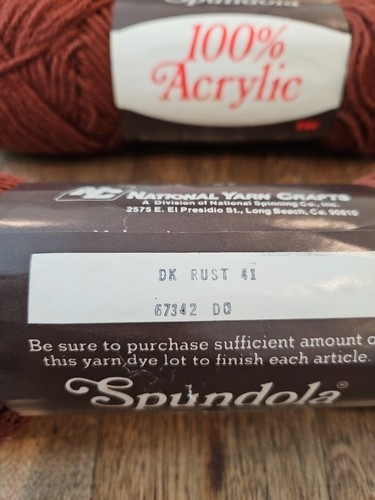 Spundola
100%
Acrylic
NATIONAL YARN CRAFTS
A Division of National Spinning Co., Inc.
2575 E. El Presidio St., Long Beach, Ca. 90810
DK RUST 41
67342 DO
Be sure to purchase sufficient amount o
this yarn dye lot to finish each article.
Spundola®